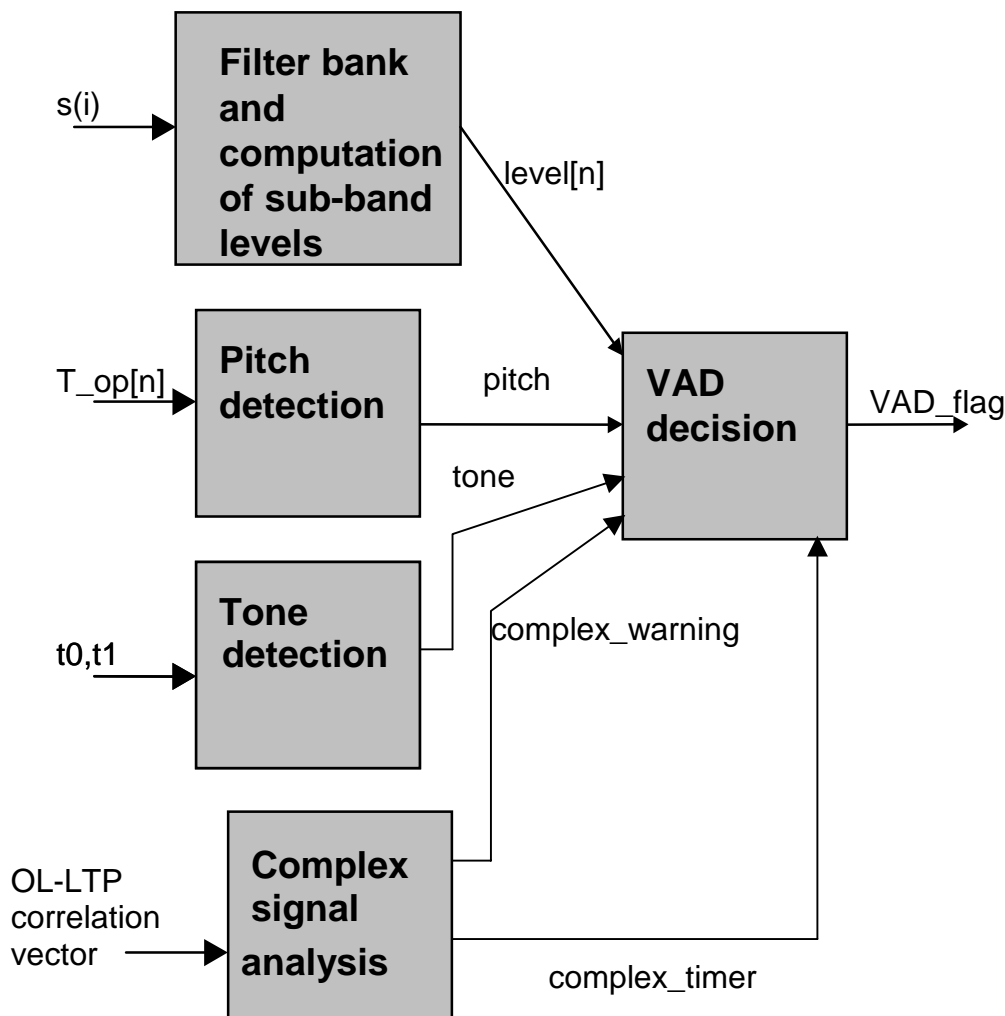 s(i)
Filter bank
and
computation
of sub-band
levels
level[n]
T_op[n]
Pitch
detection
pitch
VAD
decision
VAD_flag
tone
t0,t1
Tone
detection
complex_warning
OL-LTP
correlation
vector
Complex
signal
analysis
complex_timer